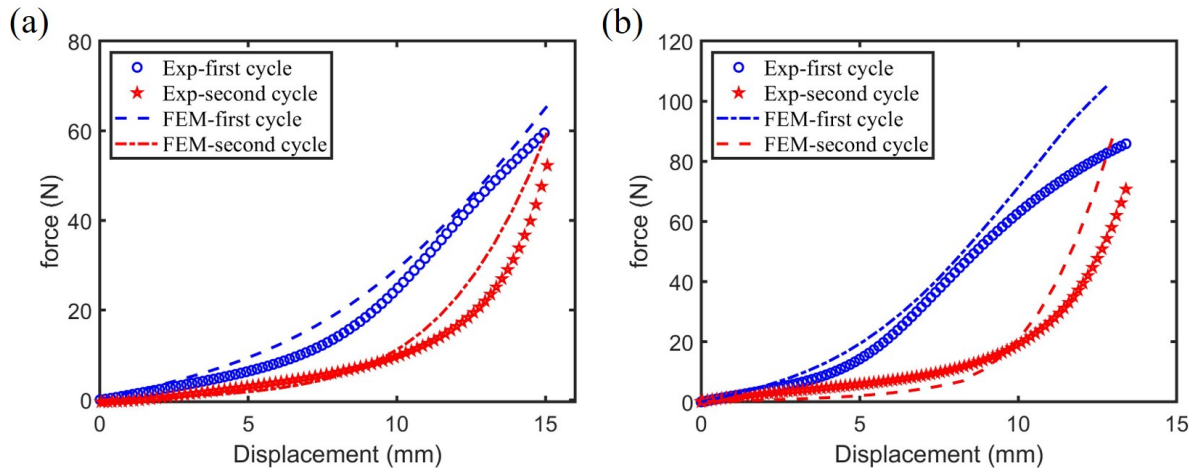 (a)
80
60
40
20
0
0
5
10
15
force (N)
Displacement (mm)
Exp-first cycle
Exp-second cycle
FEM-first cycle
FEM-second cycle
(b)
120
100
80
60
40
20
0
0
5
10
15
force (N)
Displacement (mm)
Exp-first cycle
Exp-second cycle
FEM-first cycle
FEM-second cycle